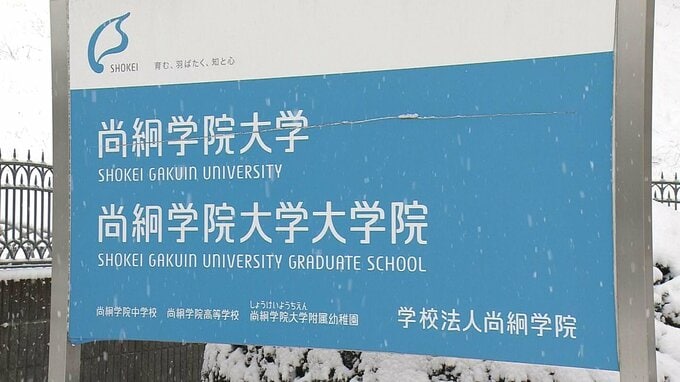 SHOKEI
育む、羽ばたく、知と心
尚絅学院大学
SHOKEI GAKUIN UNIVERSITY
尚絅学院大学大学院
SHOKEI GAKUIN UNIVERSITY GRADUATE SCHOOL
しょうけいようちえん
尚絅学院中学校 尚絅学院高等学校 尚絅学院大学附属幼稚園 学校法人尚絅学院